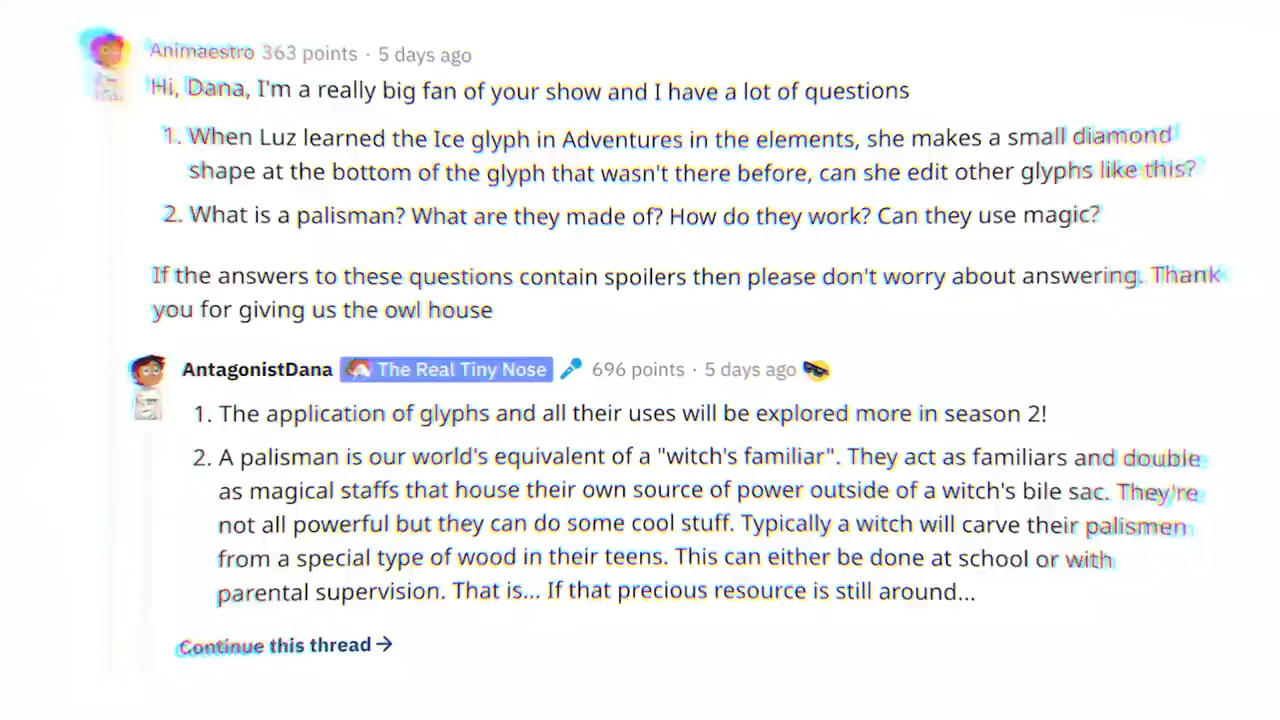 Animaestro 363 points · 5 days ago
Hi, Dana, I'm a really big fan of your show and I have a lot of questions
1. When Luz learned the Ice glyph in Adventures in the elements, she makes a small diamond
shape at the bottom of the glyph that wasn't there before, can she edit other glyphs like this?
2. What is a palisman? What are they made of? How do they work? Can they use magic?
If the answers to these questions contain spoilers then please don't worry about answering. Thank
you for giving us the owl house
AntagonistDana The Real Tiny Nose 696 points · 5 days ago
1. The application of glyphs and all their uses will be explored more in season 2!
2. A palisman is our world's equivalent of a "witch's familiar". They act as familiars and double
as magical staffs that house their own source of power outside of a witch's bile sac. They're
not all powerful but they can do some cool stuff. Typically a witch will carve their palismen
from a special type of wood in their teens. This can either be done at school or with
parental supervision. That is... If that precious resource is still around...
Continue this thread →